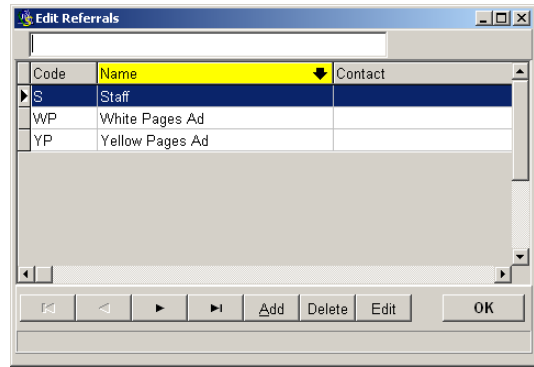 Edit Referrals
Code Name Contact
S Staff
WP White Pages Ad
YP Yellow Pages Ad
Add Delete Edit OK